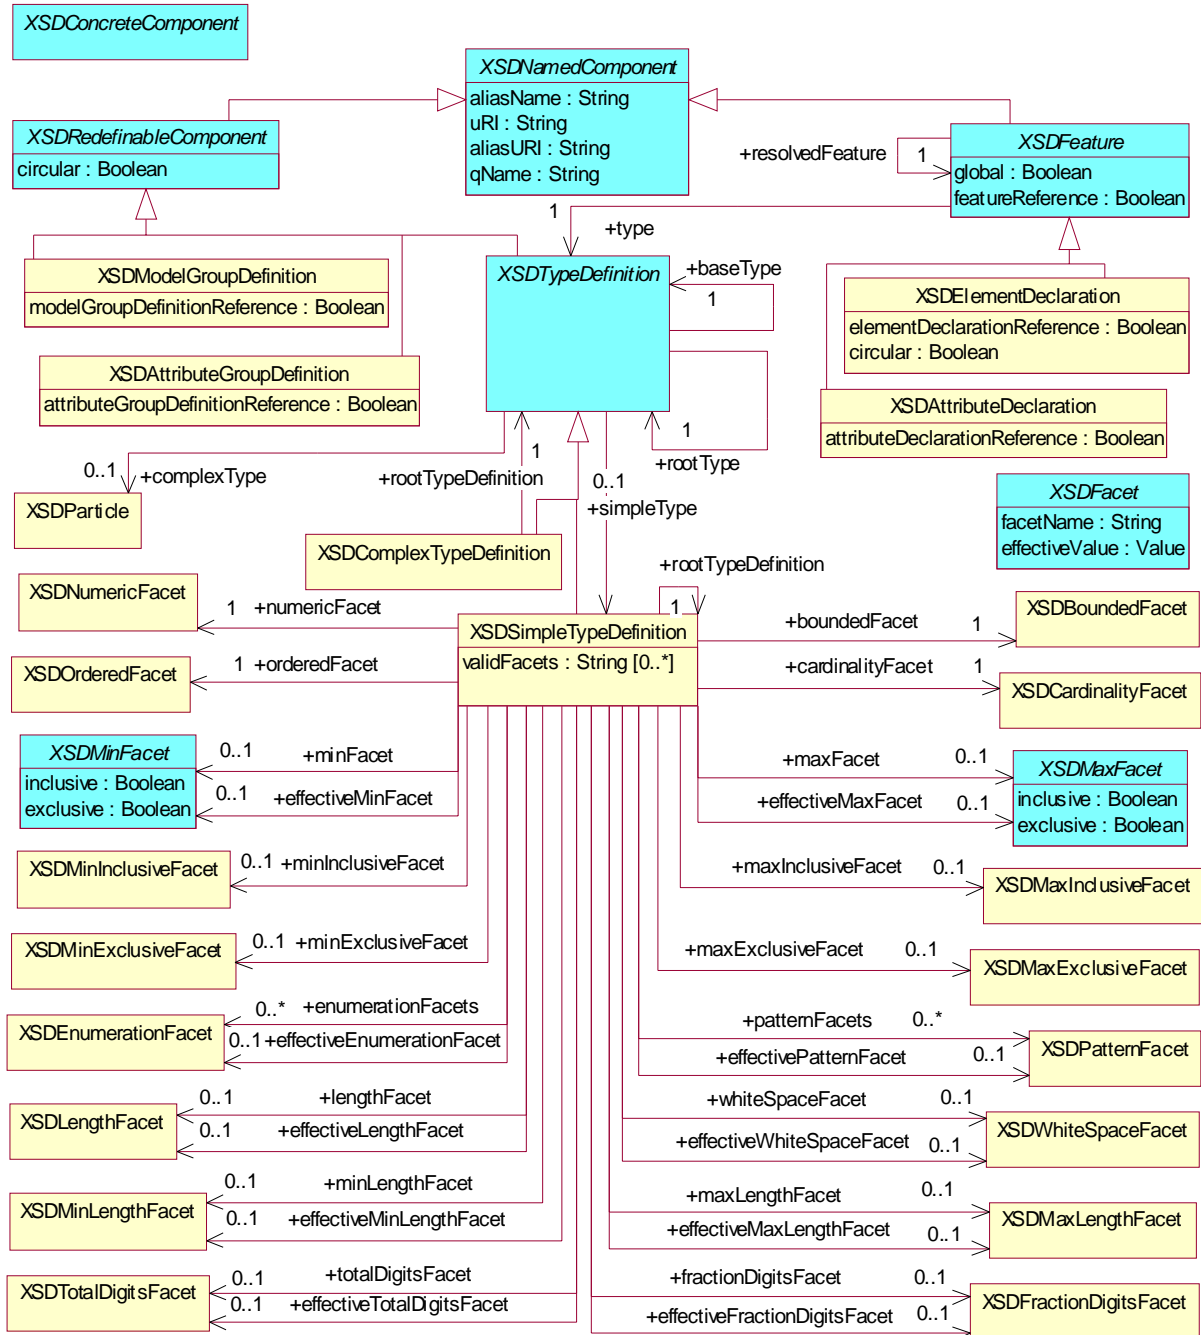 XSDConcreteComponent
XSDNamedComponent
aliasName : String
uRI : String
aliasURI : String
qName : String
XSDRedefinableComponent
circular : Boolean
XSDFeature
global : Boolean
featureReference : Boolean
+resolvedFeature
1
1
+type
XSDModelGroupDefinition
modelGroupDefinitionReference : Boolean
XSDTypeDefinition
+baseType
1
XSDElementDeclaration
elementDeclarationReference : Boolean
circular : Boolean
XSDAttributeGroupDefinition
attributeGroupDefinitionReference : Boolean
XSDAttributeDeclaration
attributeDeclarationReference : Boolean
1
+rootType
1
+rootTypeDefinition
0..1
+complexType
0..1
+simpleType
XSDParticle
XSDFacet
facetName : String
effectiveValue : Value
XSDComplexTypeDefinition
+rootTypeDefinition
1
XSDNumericFacet
1
+numericFacet
XSDSimpleTypeDefinition
validFacets : String [0..*]
+boundedFacet
1
XSDBoundedFacet
XSDOrderedFacet
1
+orderedFacet
+cardinalityFacet
1
XSDCardinalityFacet
XSDMinFacet
inclusive : Boolean
exclusive : Boolean
0..1
+minFacet
0..1
+effectiveMinFacet
+maxFacet
0..1
+effectiveMaxFacet
0..1
XSDMaxFacet
inclusive : Boolean
exclusive : Boolean
XSDMinInclusiveFacet
0..1
+minInclusiveFacet
+maxInclusiveFacet
0..1
XSDMaxInclusiveFacet
XSDMinExclusiveFacet
0..1
+minExclusiveFacet
+maxExclusiveFacet
0..1
XSDMaxExclusiveFacet
XSDEnumerationFacet
0..*
+enumerationFacets
0..1
+effectiveEnumerationFacet
+patternFacets
0..*
+effectivePatternFacet
0..1
XSDPatternFacet
XSDLengthFacet
0..1
+lengthFacet
0..1
+effectiveLengthFacet
+whiteSpaceFacet
0..1
+effectiveWhiteSpaceFacet
0..1
XSDWhiteSpaceFacet
XSDMinLengthFacet
0..1
+minLengthFacet
0..1
+effectiveMinLengthFacet
+maxLengthFacet
0..1
+effectiveMaxLengthFacet
0..1
XSDMaxLengthFacet
XSDTotalDigitsFacet
0..1
+totalDigitsFacet
0..1
+effectiveTotalDigitsFacet
+fractionDigitsFacet
0..1
+effectiveFractionDigitsFacet
0..1
XSDFractionDigitsFacet